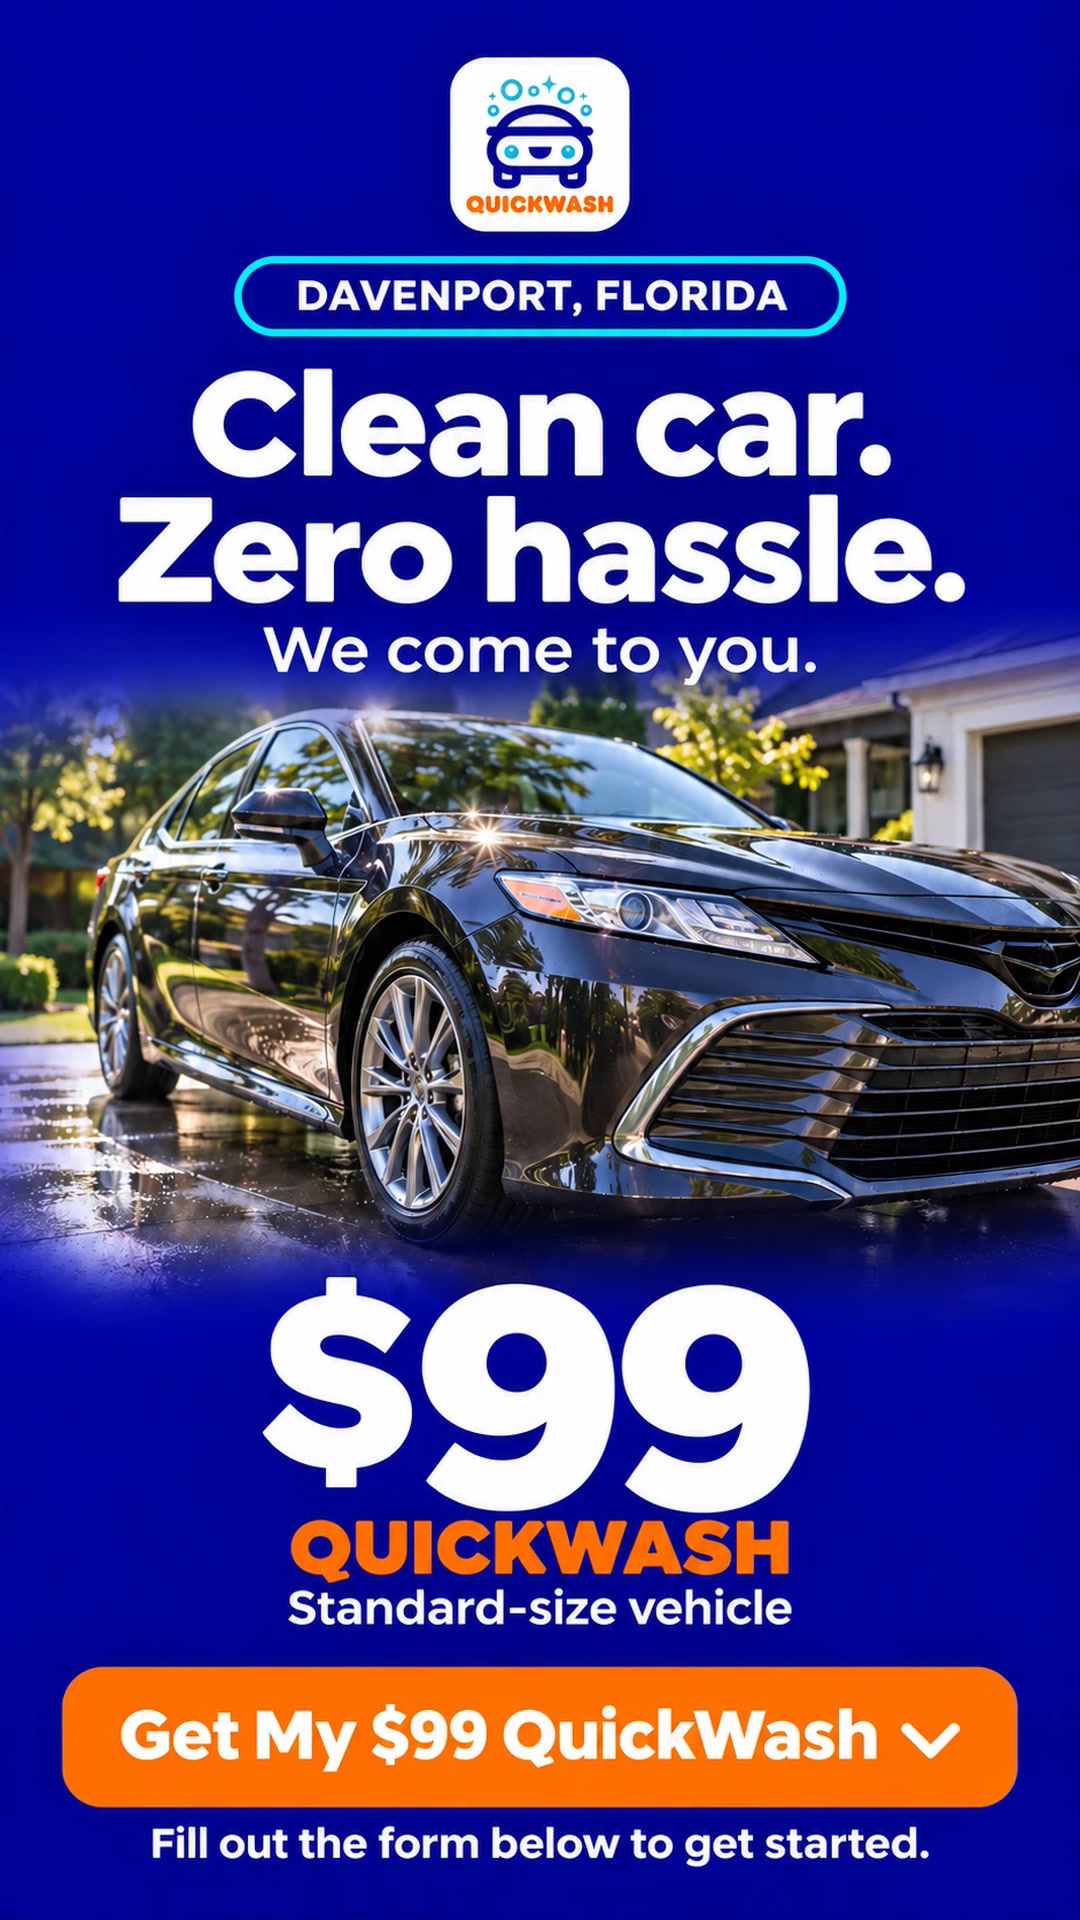 QUICKWASH
DAVENPORT, FLORIDA
Clean car.
Zero hassle.
We come to you.
$99
QUICKWASH
Standard-size vehicle
Get My $99 QuickWash
Fill out the form below to get started.